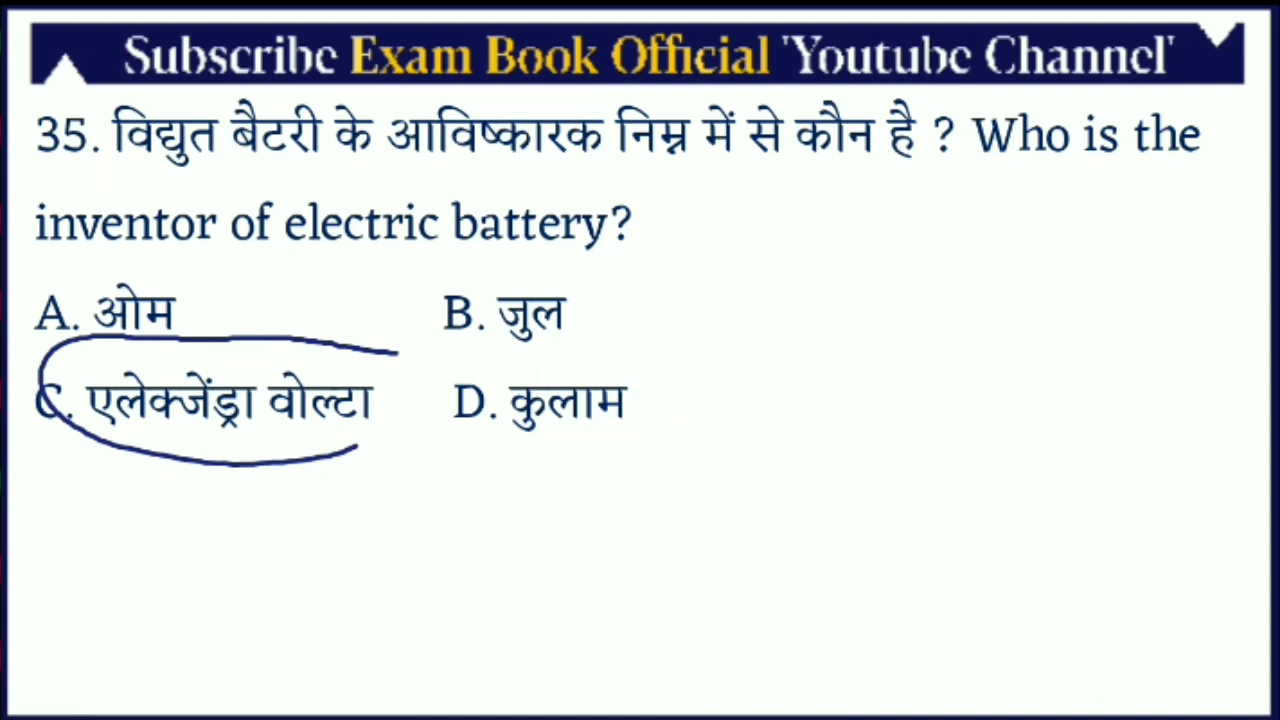 Subscribe Exam Book Official 'Youtube Channel'
35. विद्युत बैटरी के आविष्कारक निम्न में से कौन है ? Who is the
inventor of electric battery?
A. ओम B. जुल
C. एलेक्जेंड्रा वोल्टा D. कुलाम